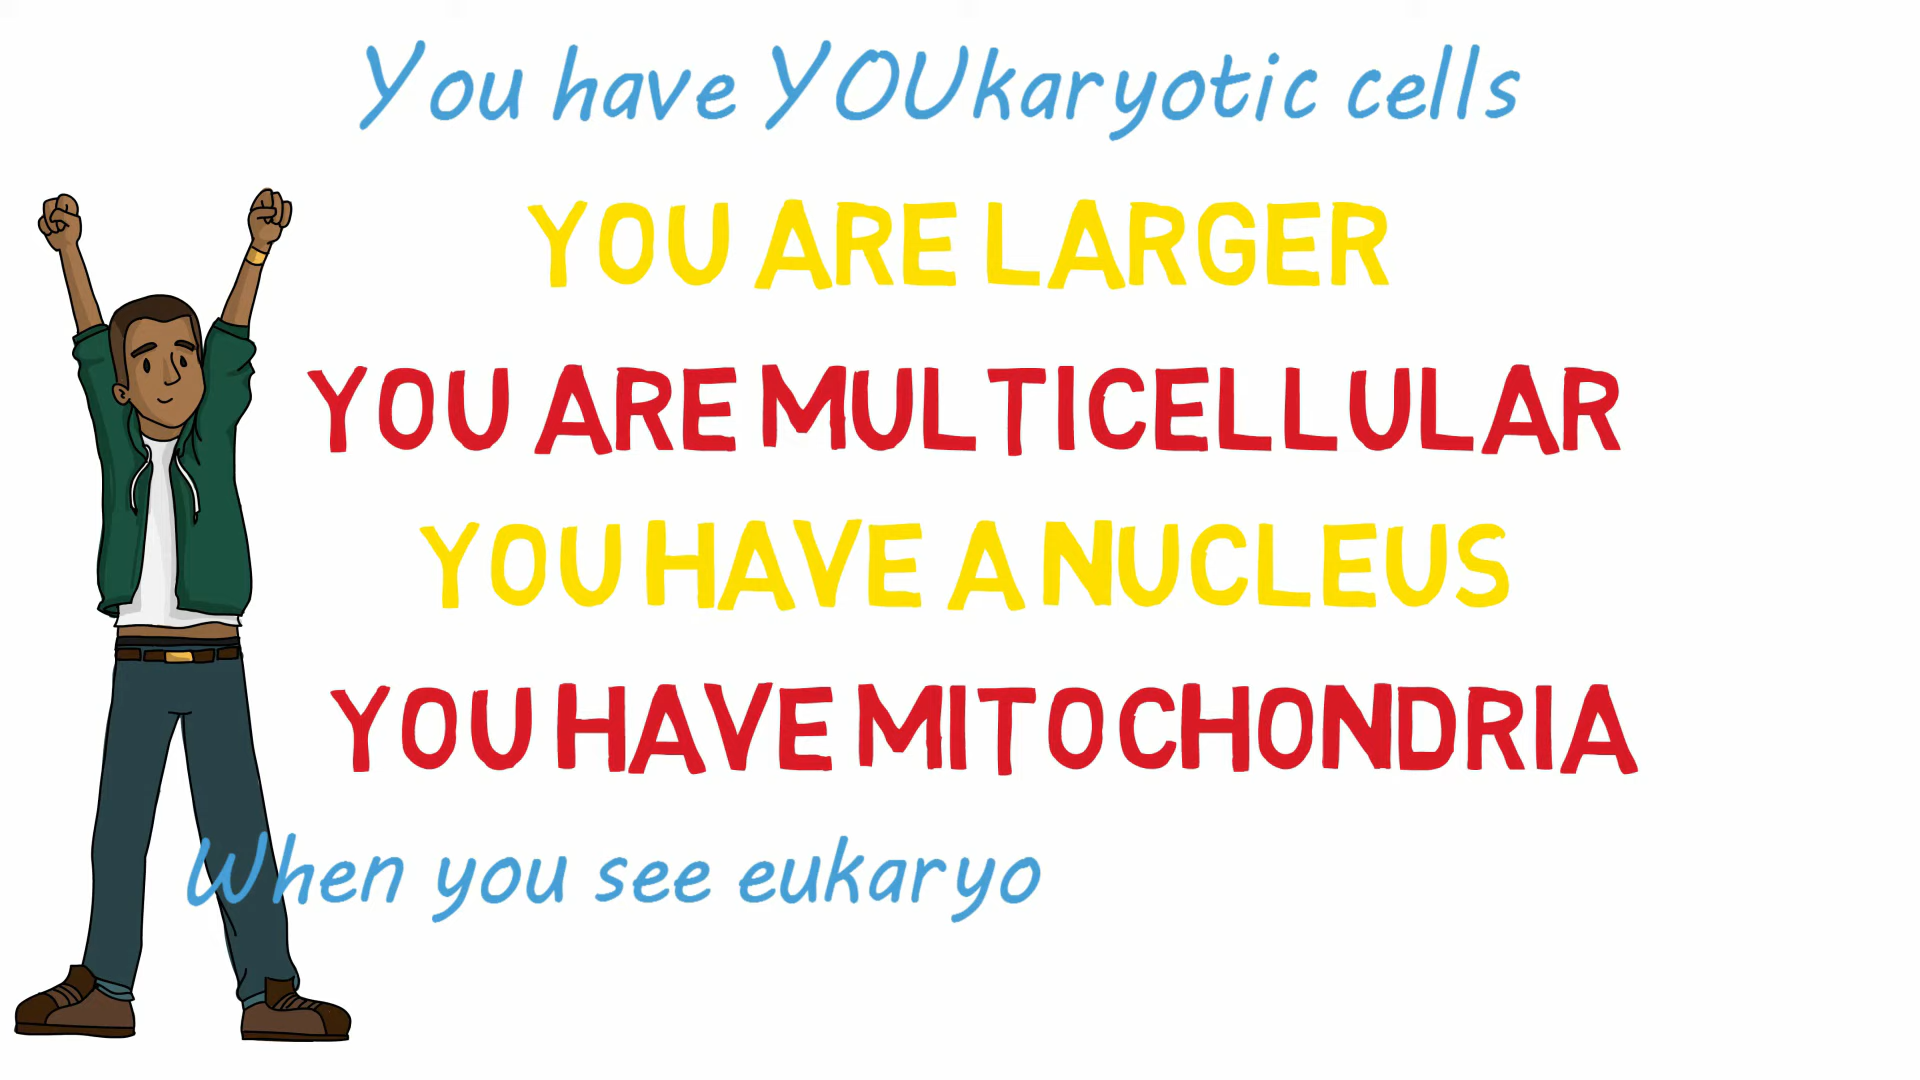 You have YOUkaryotic cells
YOU ARE LARGER
YOU ARE MULTICELLULAR
YOU HAVE A NUCLEUS
YOU HAVE MITOCHONDRIA
When you see eukaryo